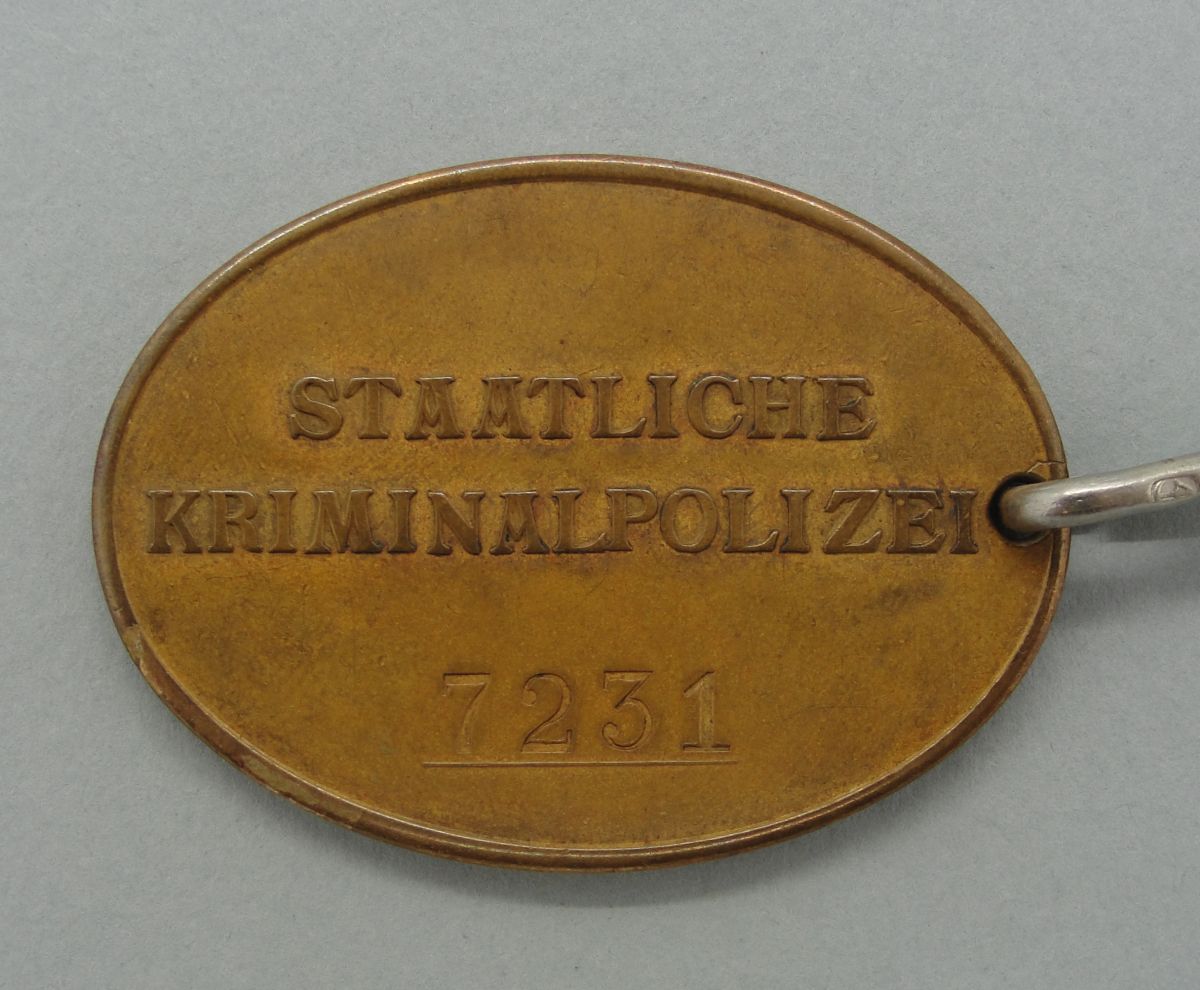 STAATLICHE
KRIMINALPOLIZEI
7231